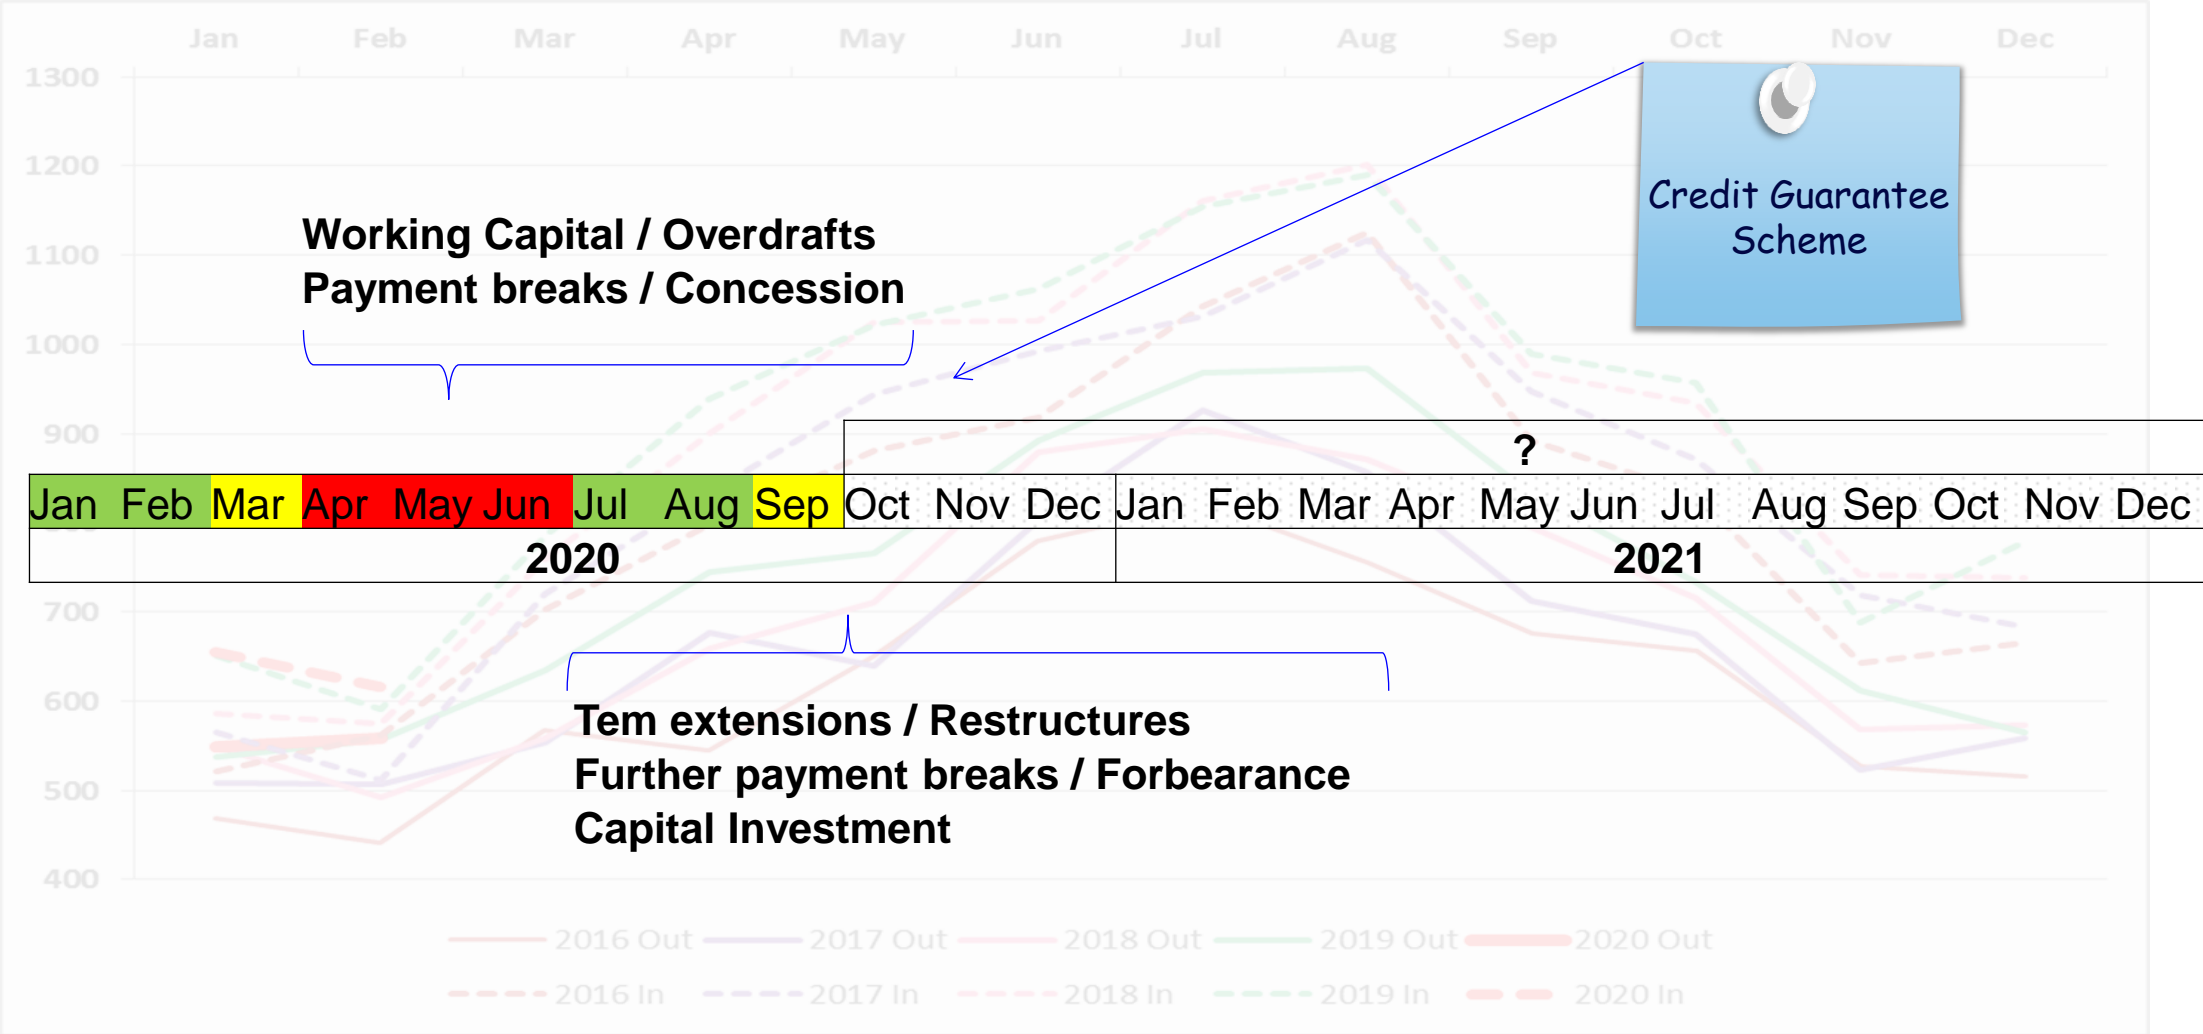 Jan Feb Mar Apr May Jun Jul Aug Sep Oct Nov Dec
1300
1200
Credit Guarantee
Scheme
Working Capital / Overdrafts
1100
Payment breaks / Concession
1000
900
?
Jan Feb Mar Apr May Jun Jul Aug Sep Oct Nov Dec Jan Feb Mar Apr May Jun Jul Aug Sep Oct Nov Dec
2020 2021
700
600
Tem extensions / Restructures
Further payment breaks / Forbearance
500
Capital Investment
400
2016 Out 2017 Out 2018 Out 2019 Out 2020 Out
2016 In 2017 In 2018 In 2019 In 2020 In